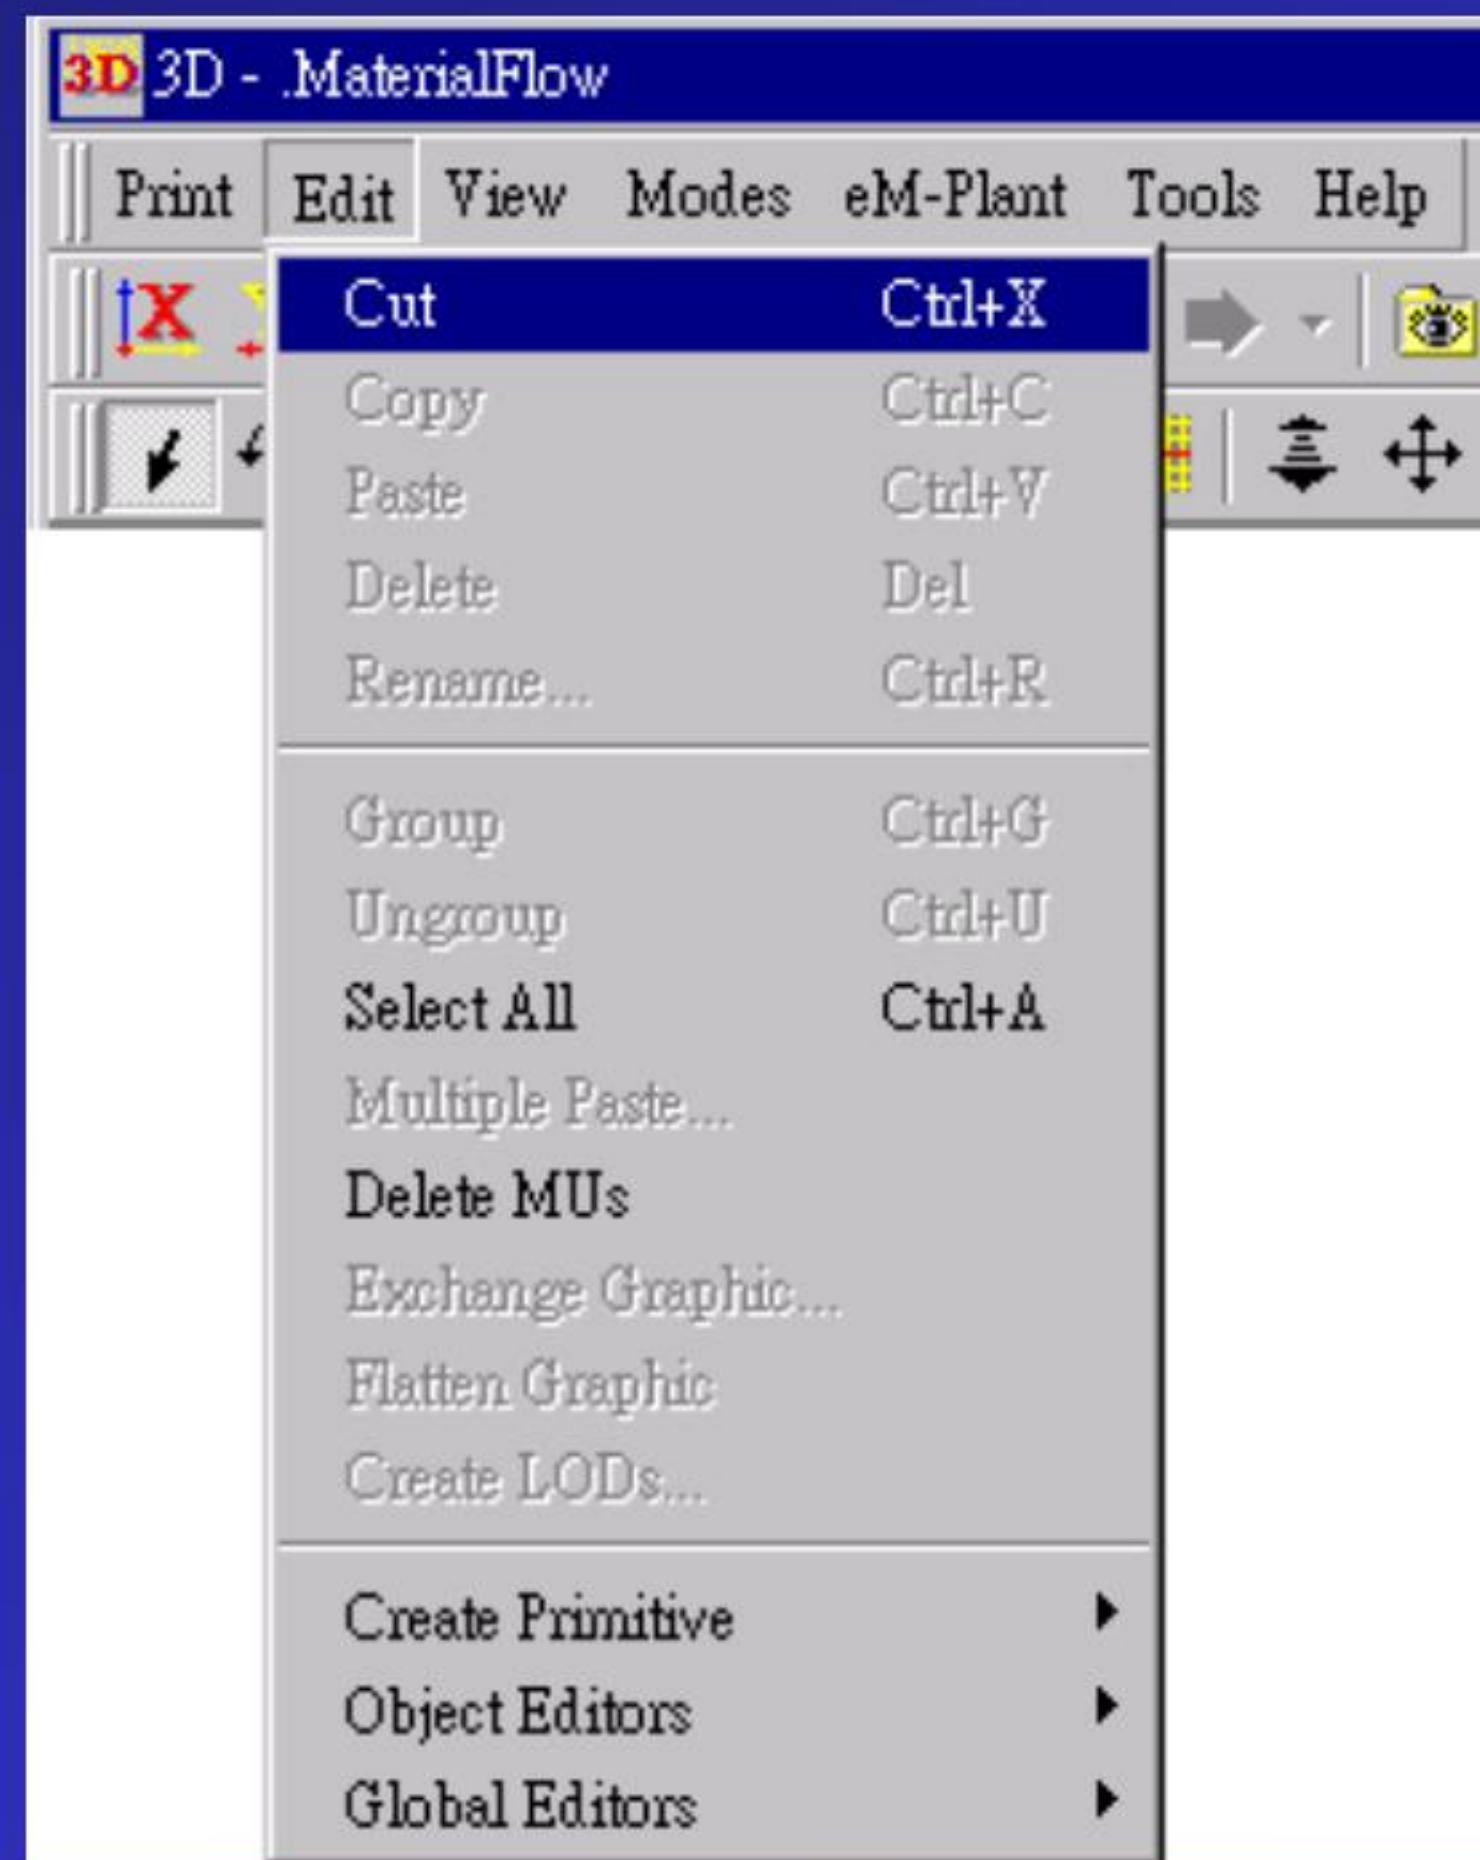 3D 3D - .MaterialFlow
Print Edit View Modes eM-Plant Tools Help
X
Cut Ctrl+X
Copy Ctrl+C
Paste Ctrl+V
Delete Del
Rename... Ctrl+R
Group Ctrl+G
Ungroup Ctrl+U
Select All Ctrl+A
Multiple Paste...
Delete MUs
Exchange Graphic...
Flatten Graphic
Create LODs...
Create Primitive
Object Editors
Global Editors